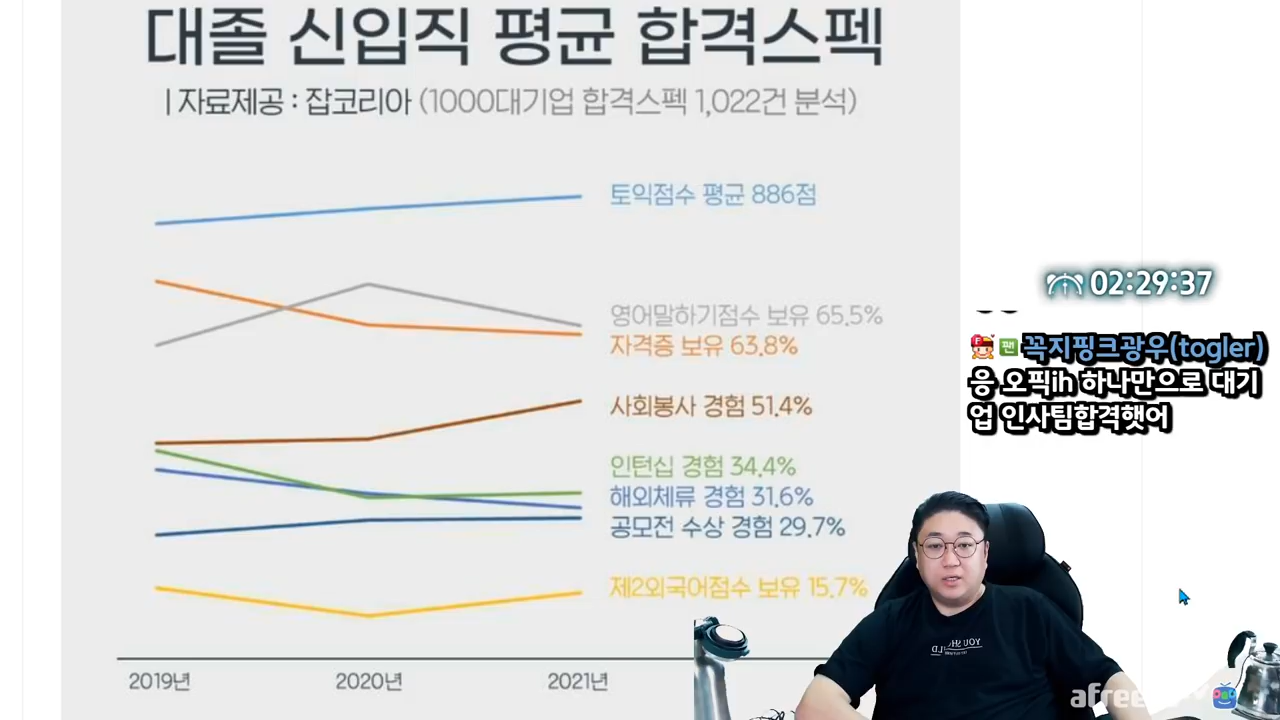 대졸 신입직 평균 합격스펙
| 자료제공 : 잡코리아 (1000대기업 합격스펙 1,022건 분석)
토익점수 평균 886점
영어말하기점수 보유 65.5%
자격증 보유 63.8%
사회봉사 경험 51.4%
인턴십 경험 34.4%
해외체류 경험 31.6%
공모전 수상 경험 29.7%
제2외국어점수 보유 15.7%
2019년 2020년 2021년
02:29:37
F 팬 꼭지핑크광우(togler)
응 오픽ih 하나만으로 대기
업 인사팀합격햇어
YOU SHOULD
afree